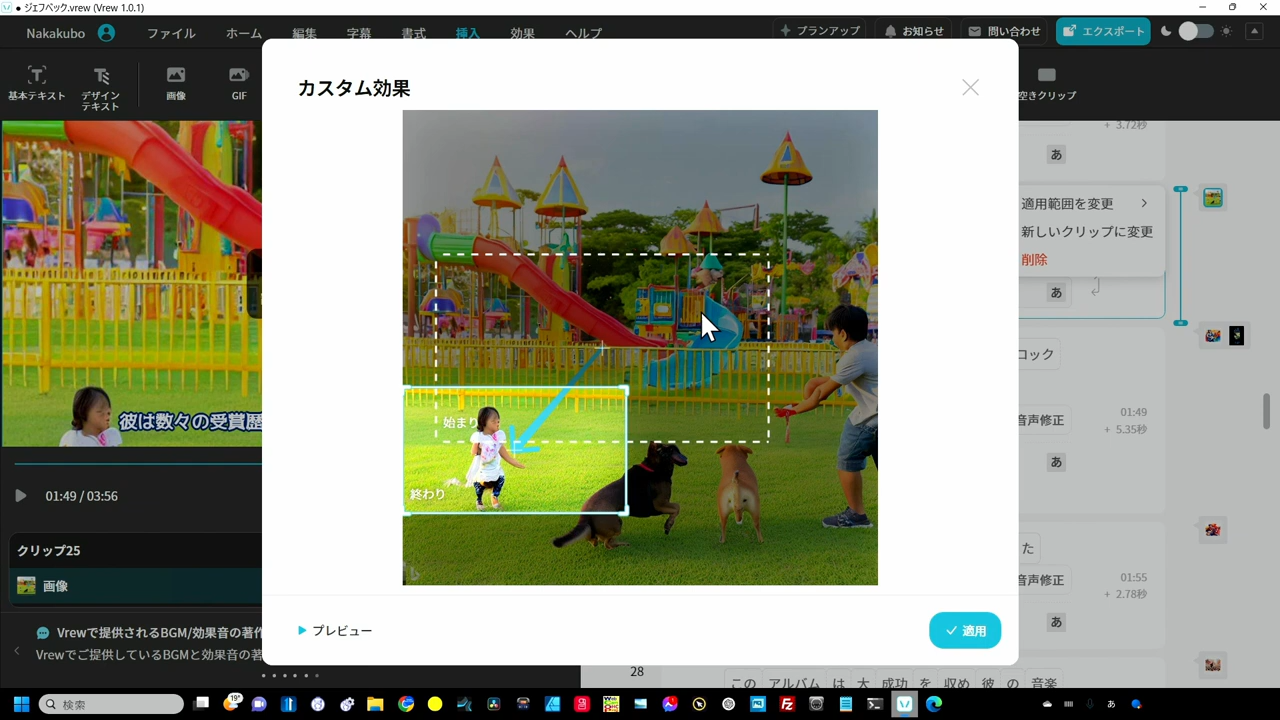 ● ジェフベック.vrew (Vrew 1.0.1)
Nakakubo
ファイル
ホーム
編集
字幕
書式
挿入
効果
ヘルプ
プランアップ
お知らせ
問い合わせ
エクスポート
基本テキスト
デザイン
テキスト
画像
GIF
空きクリップ
カスタム効果
+ 3.72秒
あ
適用範囲を変更
新しいクリップに変更
削除
あ
コック
音声修正
01:49
+ 5.35秒
あ
た
音声修正
01:55
+ 2.78秒
あ
始まり
終わり
彼は数々の受賞歴
01:49 / 03:56
クリップ25
画像
Vrewで提供されるBGM/効果音の著作
Vrewでご提供しているBGMと効果音の著
プレビュー
適用
28
この アルバム は 大 成功 を 収め 彼 の 音楽
19°
検索
あ